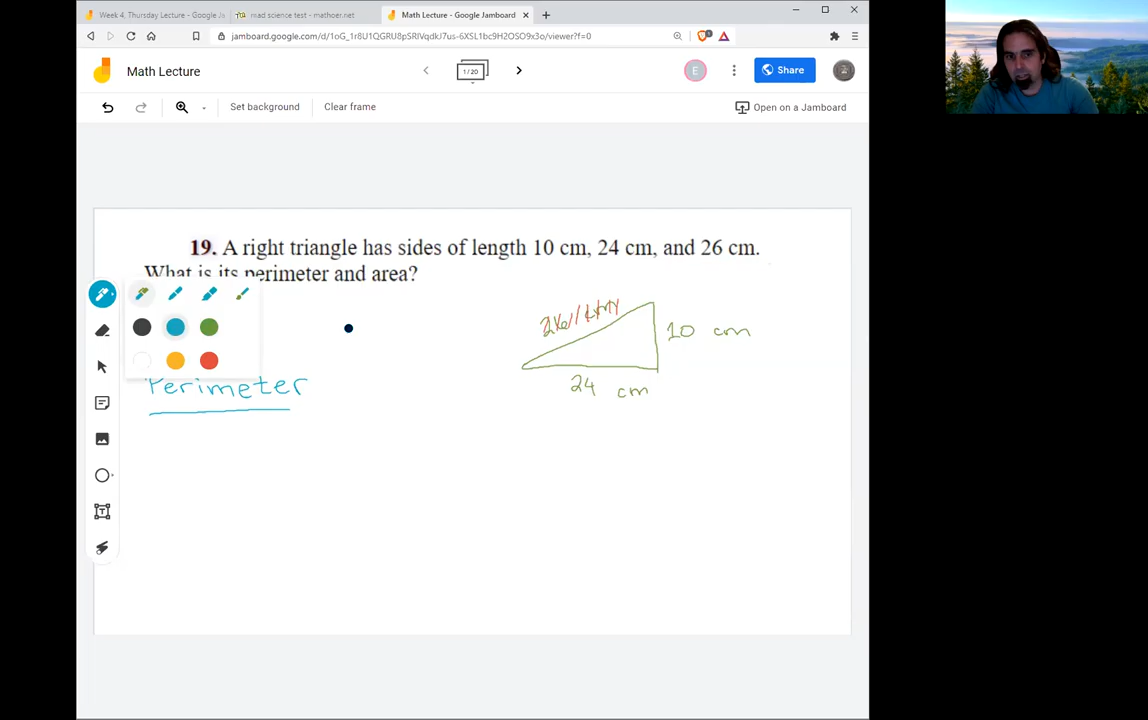 Week 4, Thursday Lecture - Google Ja
mad science test - mathoer.net
Math Lecture - Google Jamboard
jamboard.google.com/d/1oG_1r8U1QGRU8pSRlVqdkJ7us-6XSL1bc9H2OSO9x3o/viewer?f=0
Math Lecture
1/20
E
Share
Set background
Clear frame
Open on a Jamboard
19. A right triangle has sides of length 10 cm, 24 cm, and 26 cm.
What is its perimeter and area?
10 cm
24 cm
Perimeter